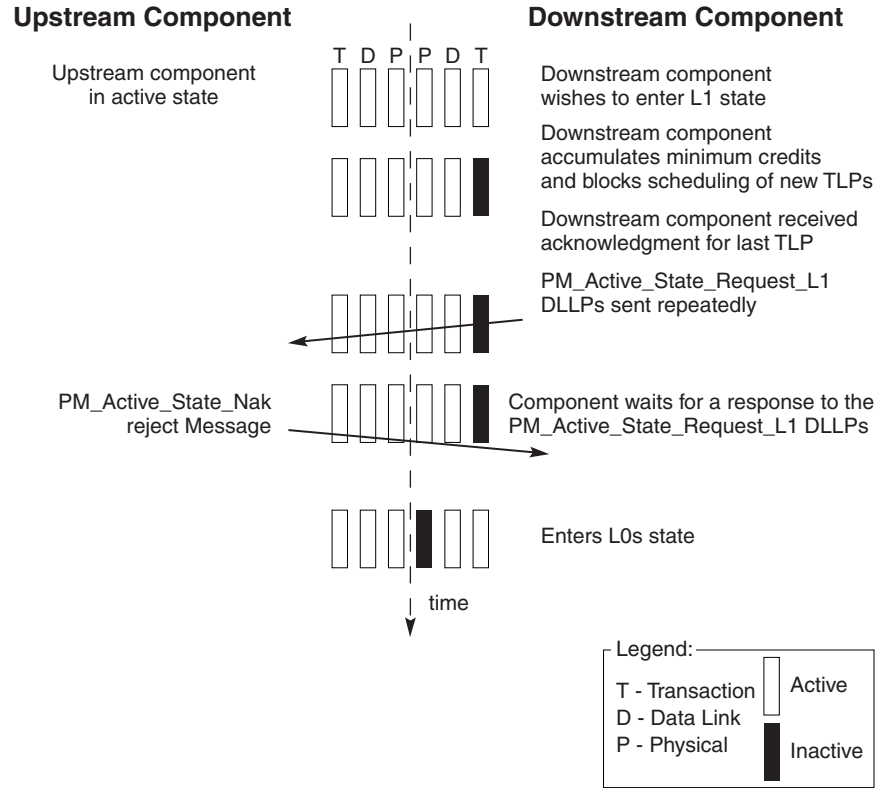 Upstream Component
Downstream Component
T D P P D T
Upstream component
in active state
Downstream component
wishes to enter L1 state
Downstream component
accumulates minimum credits
and blocks scheduling of new TLPs
Downstream component received
acknowledgment for last TLP
PM_Active_State_Request_L1
DLLPs sent repeatedly
PM_Active_State_Nak
reject Message
Component waits for a response to the
PM_Active_State_Request_L1 DLLPs
Enters L0s state
time
Legend:
T - Transaction
D - Data Link
P - Physical
Active
Inactive